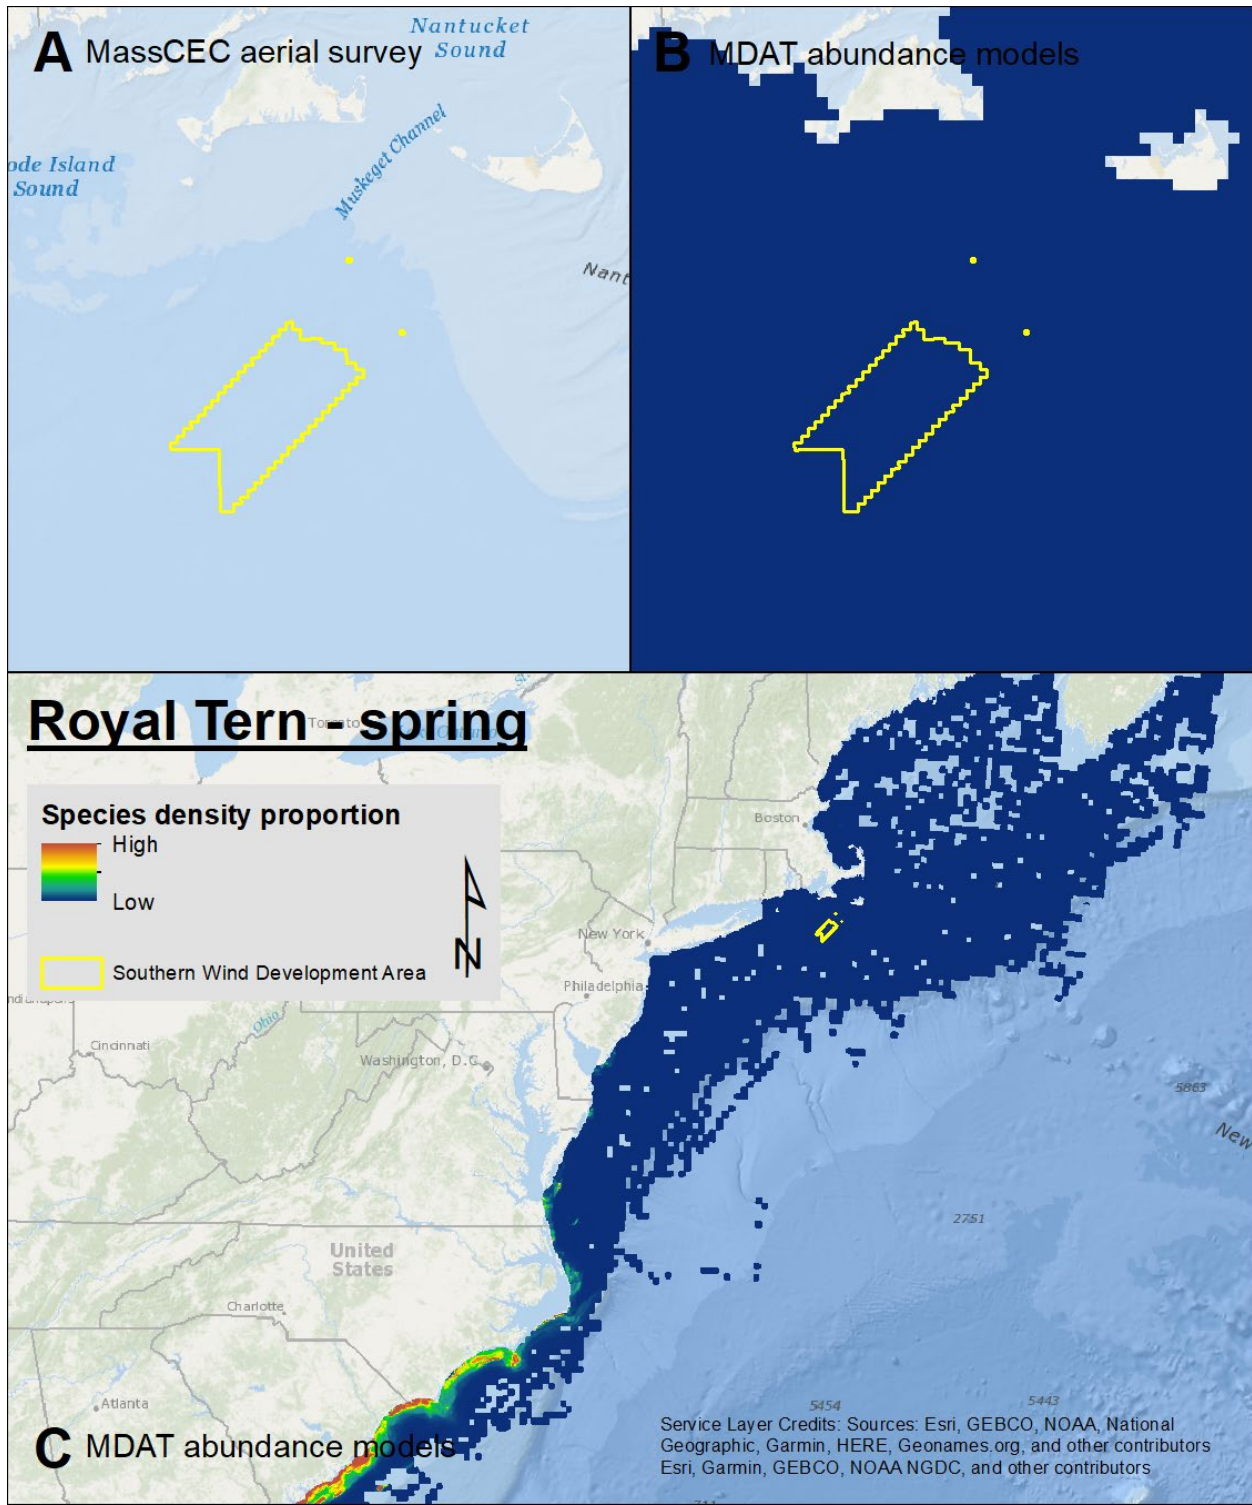 A MassCEC aerial survey
Nantucket
Sound
Muskeget Channel
ode Island
Sound
Nant
B MDAT abundance models
Royal Tern - spring
Toronto
Species density proportion
High
Low
N
Southern Wind Development Area
Boston
New York
Philadelphia
Ohio
Cincinnati
Washington, D.C.
5863
New
2751
United
States
Charlotte
Atlanta
5454
5443
C MDAT abundance models
Service Layer Credits: Sources: Esri, GEBCO, NOAA, National
Geographic, Garmin, HERE, Geonames.org, and other contributors
Esri, Garmin, GEBCO, NOAA NGDC, and other contributors